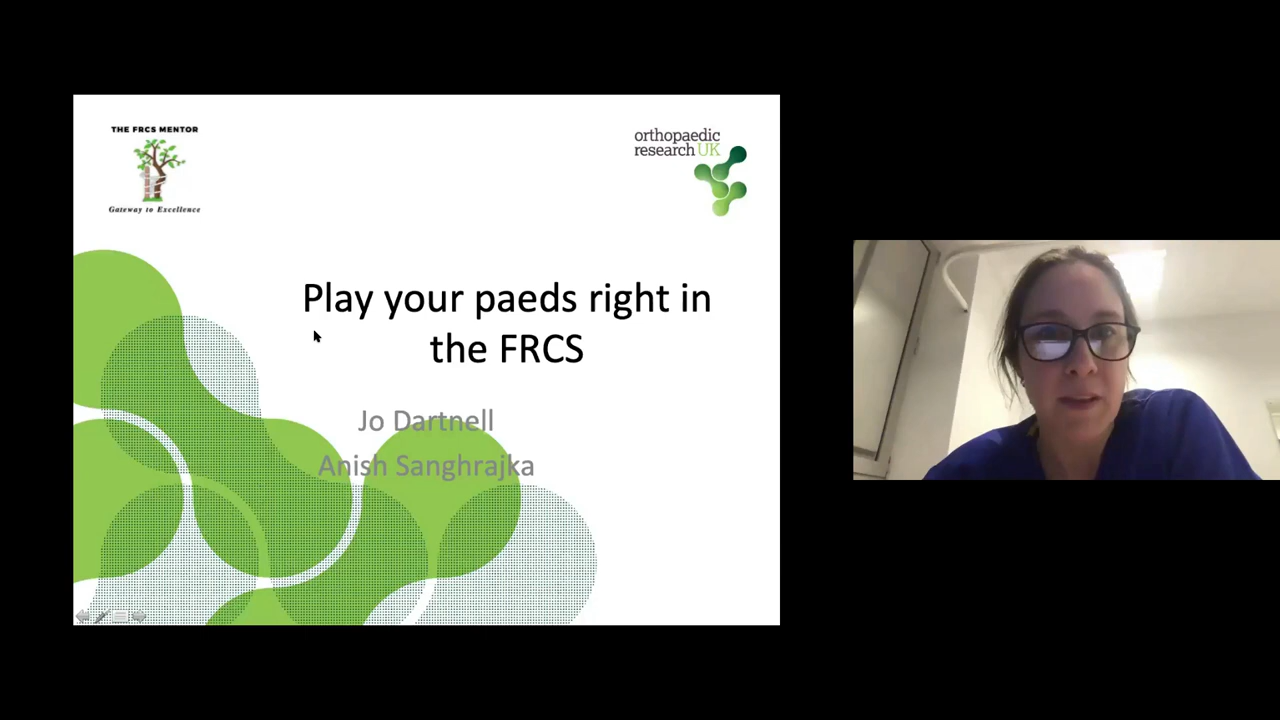 THE FRCS MENTOR
Gateway to Excellence
orthopaedic
research UK
Play your paeds right in
the FRCS
Jo Dartnell
Anish Sanghrajka